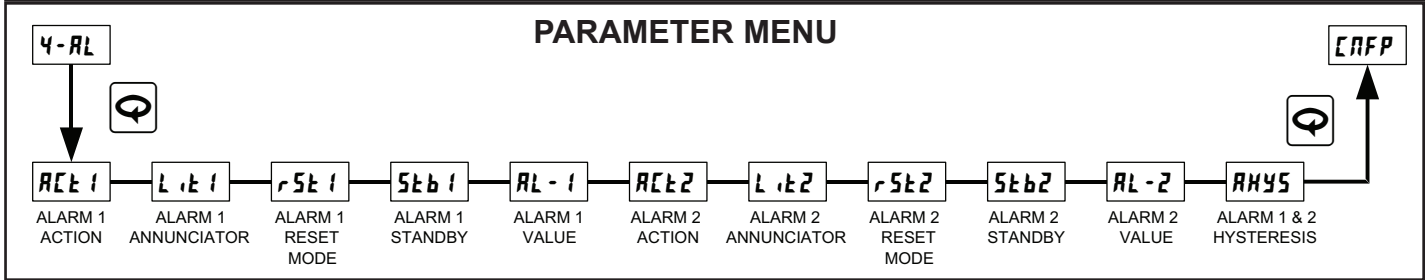 PARAMETER MENU
4-AL
CNFP
ACt1
Lit1
rSt1
Stb1
AL-1
ACt2
Lit2
rSt2
Stb2
AL-2
AHYS
ALARM 1
ACTION
ALARM 1
ANNUNCIATOR
ALARM 1
RESET
MODE
ALARM 1
STANDBY
ALARM 1
VALUE
ALARM 2
ACTION
ALARM 2
ANNUNCIATOR
ALARM 2
RESET
MODE
ALARM 2
STANDBY
ALARM 2
VALUE
ALARM 1 & 2
HYSTERESIS